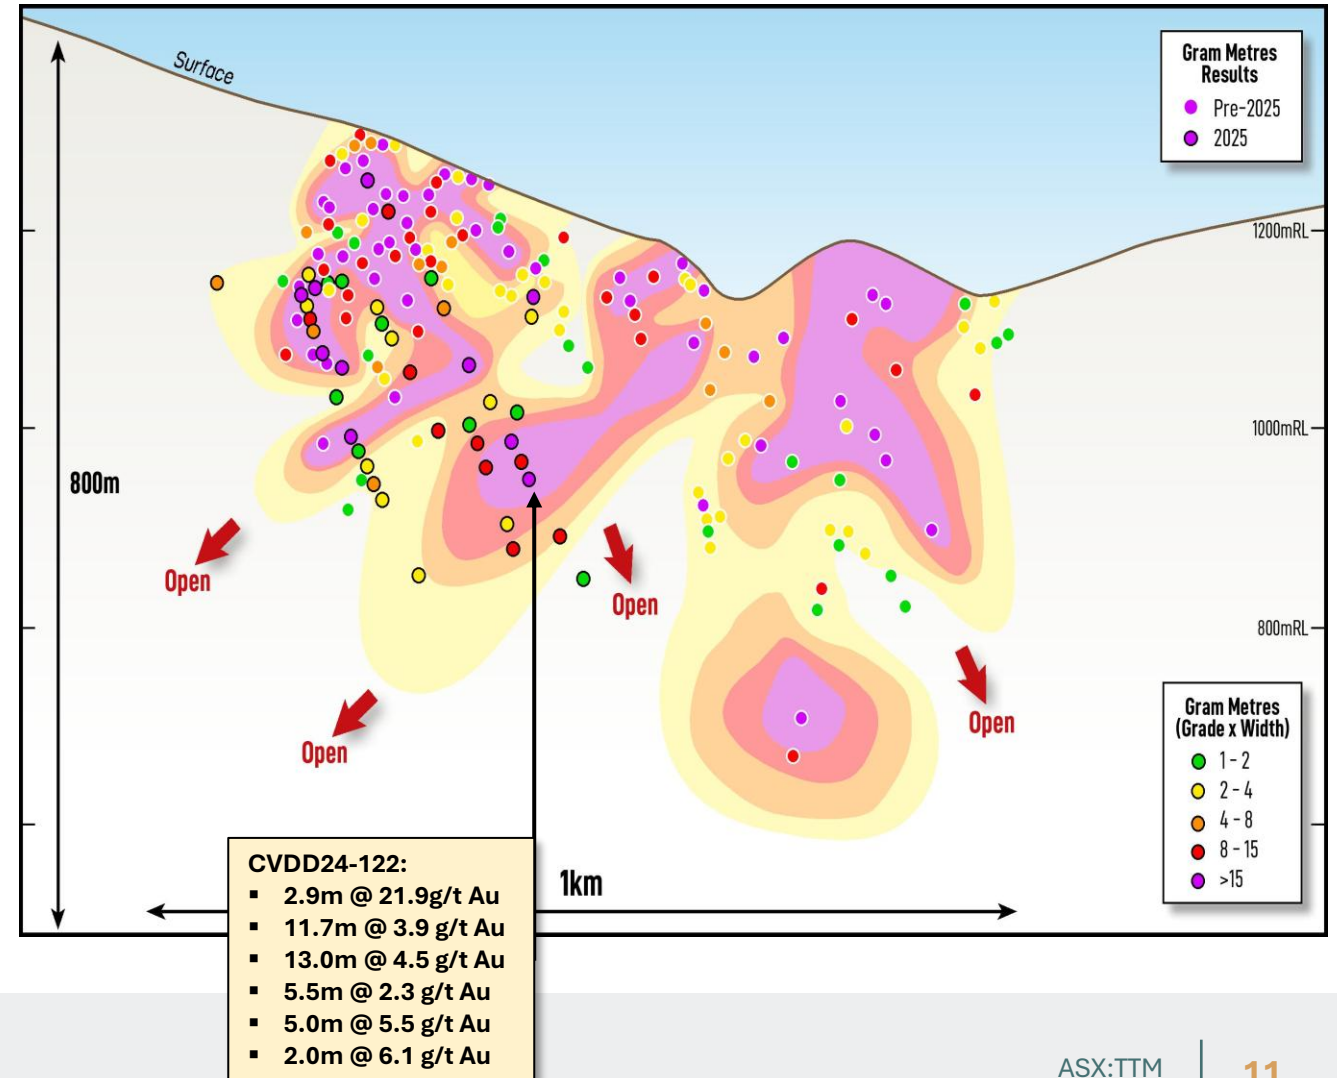 Surface
Gram Metres
Results
Pre-2025
2025
1200mRL
1000mRL
800m
Open
Open
800mRL
Open
Open
Gram Metres
(Grade x Width)
1 - 2
2 - 4
4 - 8
8 - 15
>15
1km
CVDD24-122:
▪ 2.9m @ 21.9g/t Au
▪ 11.7m @ 3.9 g/t Au
▪ 13.0m @ 4.5 g/t Au
▪ 5.5m @ 2.3 g/t Au
▪ 5.0m @ 5.5 g/t Au
▪ 2.0m @ 6.1 g/t Au
ASX:TTM
11